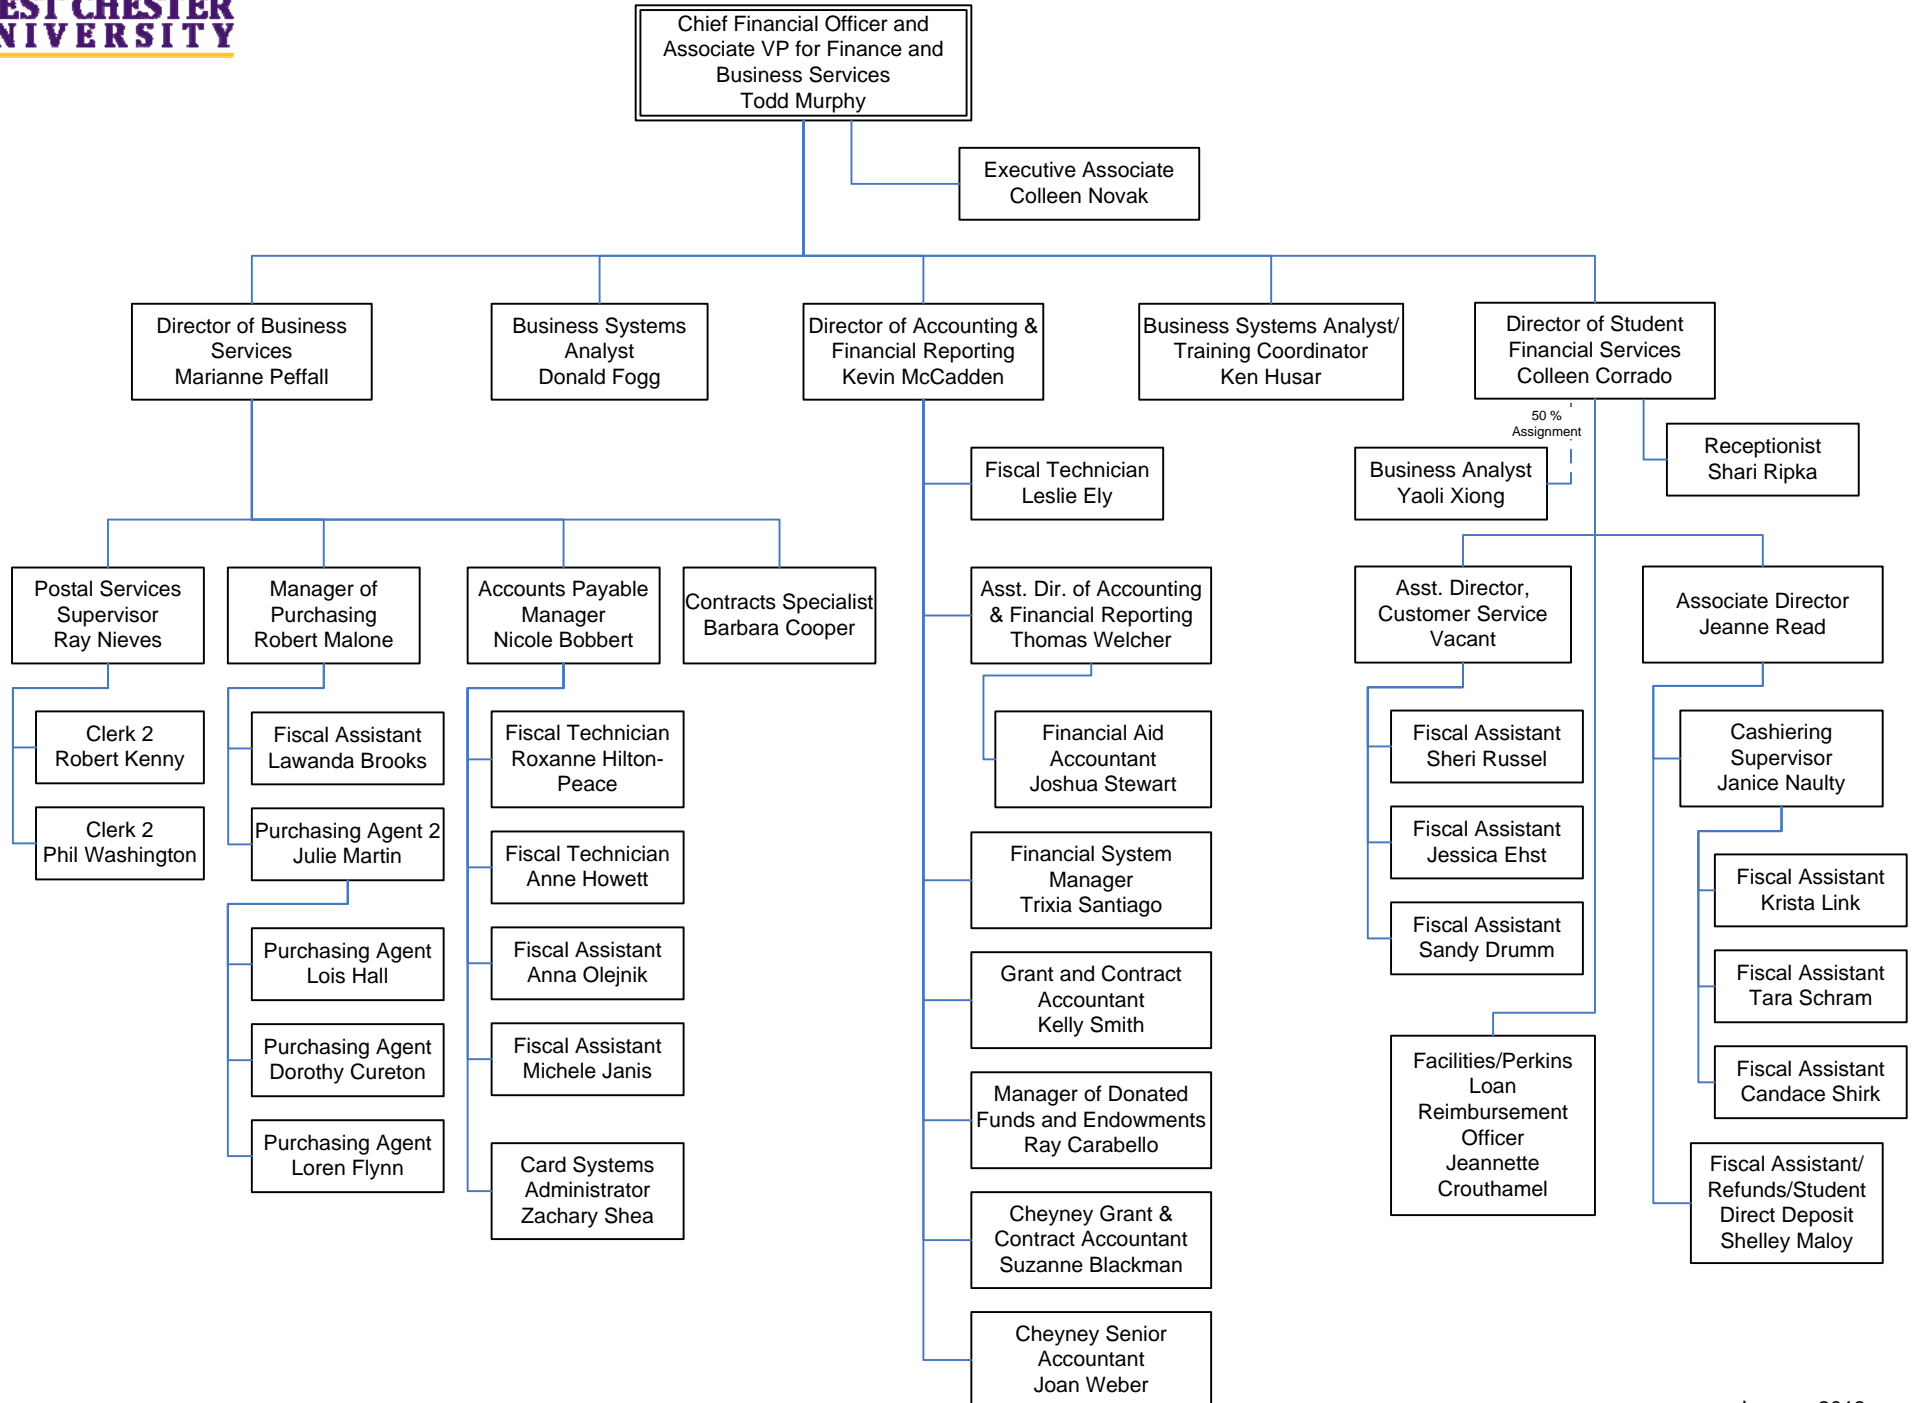 EST CHESTER
NIVERSITY
Chief Financial Officer and
Associate VP for Finance and
Business Services
Todd Murphy
Executive Associate
Colleen Novak
Director of Business
Services
Marianne Peffall
Business Systems
Analyst
Donald Fogg
Director of Accounting &
Financial Reporting
Kevin McCadden
Business Systems Analyst/
Training Coordinator
Ken Husar
Director of Student
Financial Services
Colleen Corrado
50 %
Assignment
Business Analyst
Yaoli Xiong
Receptionist
Shari Ripka
Fiscal Technician
Leslie Ely
Postal Services
Supervisor
Ray Nieves
Manager of
Purchasing
Robert Malone
Accounts Payable
Manager
Nicole Bobbert
Contracts Specialist
Barbara Cooper
Asst. Dir. of Accounting
& Financial Reporting
Thomas Welcher
Asst. Director,
Customer Service
Vacant
Associate Director
Jeanne Read
Clerk 2
Robert Kenny
Clerk 2
Phil Washington
Fiscal Assistant
Lawanda Brooks
Purchasing Agent 2
Julie Martin
Purchasing Agent
Lois Hall
Purchasing Agent
Dorothy Cureton
Purchasing Agent
Loren Flynn
Fiscal Technician
Roxanne Hilton-
Peace
Fiscal Technician
Anne Howett
Fiscal Assistant
Anna Olejnik
Fiscal Assistant
Michele Janis
Card Systems
Administrator
Zachary Shea
Financial Aid
Accountant
Joshua Stewart
Financial System
Manager
Trixia Santiago
Grant and Contract
Accountant
Kelly Smith
Manager of Donated
Funds and Endowments
Ray Carabello
Cheyney Grant &
Contract Accountant
Suzanne Blackman
Cheyney Senior
Accountant
Joan Weber
Fiscal Assistant
Sheri Russel
Fiscal Assistant
Jessica Ehst
Fiscal Assistant
Sandy Drumm
Facilities/Perkins
Loan
Reimbursement
Officer
Jeannette
Crouthamel
Cashiering
Supervisor
Janice Naulty
Fiscal Assistant
Krista Link
Fiscal Assistant
Tara Schram
Fiscal Assistant
Candace Shirk
Fiscal Assistant/
Refunds/Student
Direct Deposit
Shelley Maloy